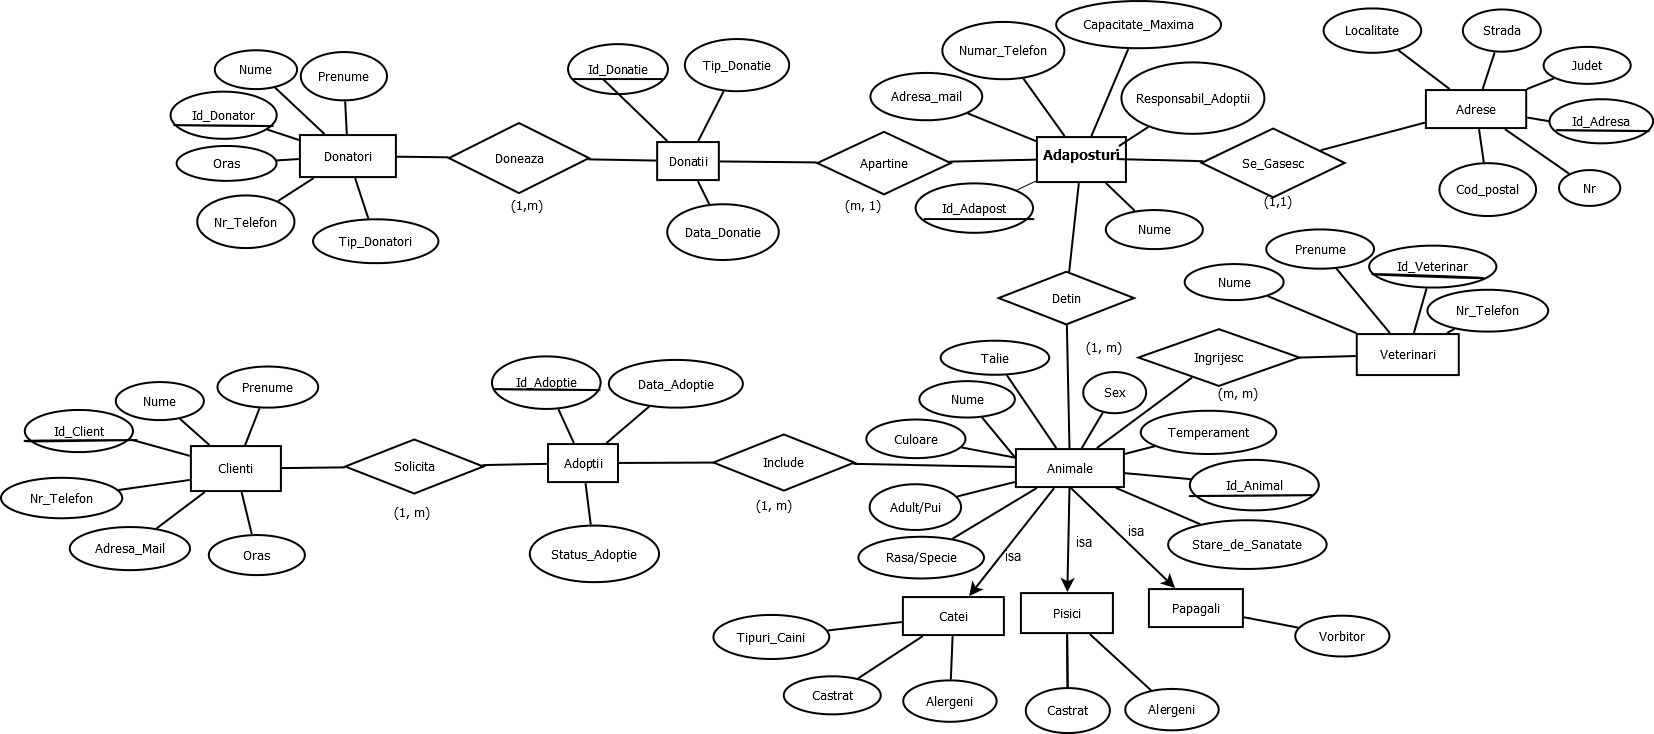 Capacitate_Maxima
Localitate
Strada
Numar_Telefon
Id_Donatie
Tip_Donatie
Nume
Prenume
Judet
Adresa_mail
Responsabil_Adoptii
Id_Donator
Adrese
Id_Adresa
Donatori
Doneaza
Donatii
Apartine
Adaposturi
Se_Gasesc
Oras
(1,m)
(m, 1)
(1,1)
Id_Adapost
Cod_postal
Nr
Nr_Telefon
Tip_Donatori
Data_Donatie
Nume
Prenume
Id_Veterinar
Nume
Detin
Nr_Telefon
(1, m)
Ingrijesc
Veterinari
Talie
(m, m)
Sex
Nume
Prenume
Id_Adoptie
Data_Adoptie
Nume
Id_Client
Culoare
Temperament
Clienti
Solicita
Adoptii
Include
Animale
Id_Animal
Nr_Telefon
(1, m)
(1, m)
Adult/Pui
Adresa_Mail
Oras
Status_Adoptie
Rasa/Specie
isa
isa
isa
Stare_de_Sanatate
Catei
Pisici
Papagali
Tipuri_Caini
Vorbitor
Castrat
Alergeni
Castrat
Alergeni